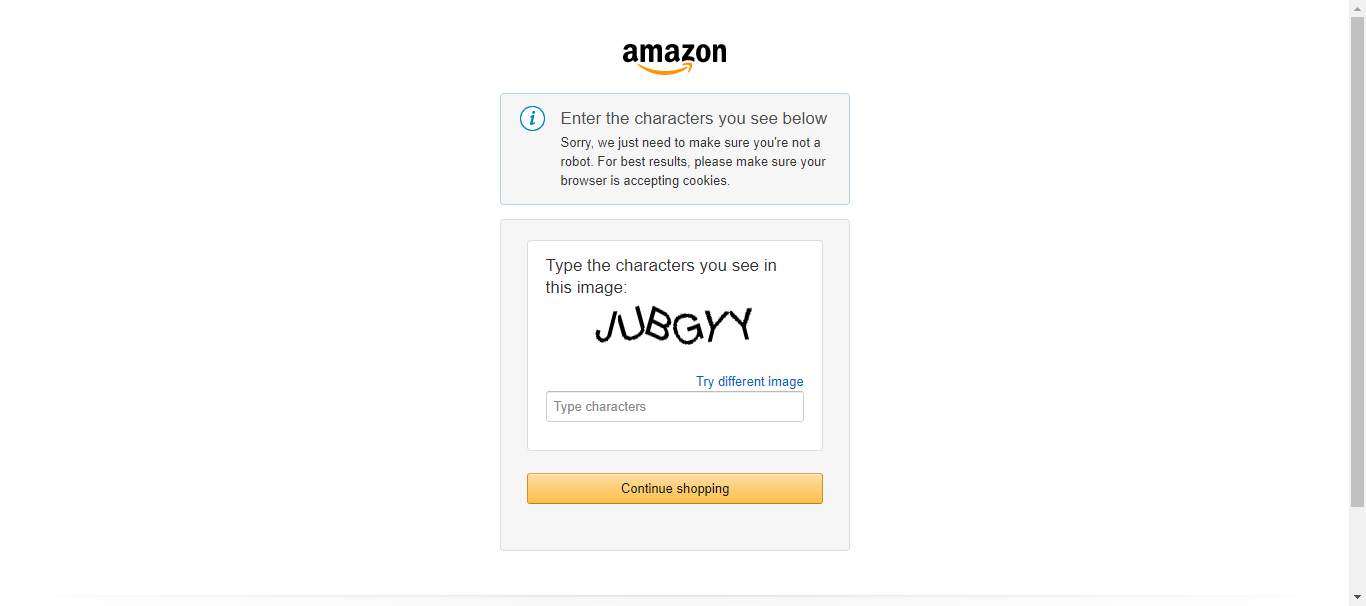 amazon
Enter the characters you see below
Sorry, we just need to make sure you're not a
robot. For best results, please make sure your
browser is accepting cookies.
Type the characters you see in
this image:
JUBGYY
Try different image
Type characters
Continue shopping